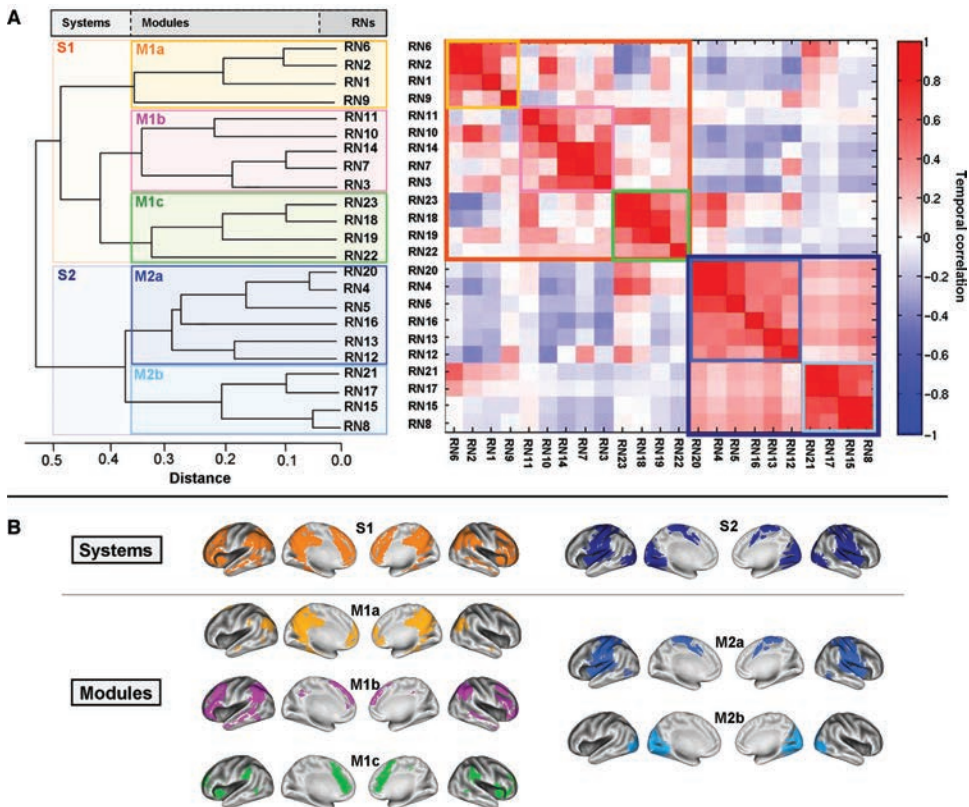 A
Systems
Modules
RNs
S1
M1a
RN6
RN2
RN1
RN9
M1b
RN11
RN10
RN14
RN7
RN3
M1c
RN23
RN18
RN19
RN22
S2
M2a
RN20
RN4
RN5
RN16
RN13
RN12
M2b
RN21
RN17
RN15
RN8
0.5
0.4
0.3
0.2
0.1
0.0
Distance
RN6
RN2
RN1
RN9
RN11
RN10
RN14
RN7
RN3
RN23
RN18
RN19
RN22
RN20
RN4
RN5
RN16
RN13
RN12
RN21
RN17
RN15
RN8
RN6
RN2
RN1
RN9
RN11
RN10
RN14
RN7
RN3
RN23
RN18
RN19
RN22
RN20
RN4
RN5
RN16
RN13
RN12
RN21
RN17
RN15
RN8
1
0.8
0.6
0.4
0.2
0
−0.2
−0.4
−0.6
−0.8
−1
Temporal correlation
B
Systems
S1
S2
Modules
M1a
M1b
M1c
M2a
M2b